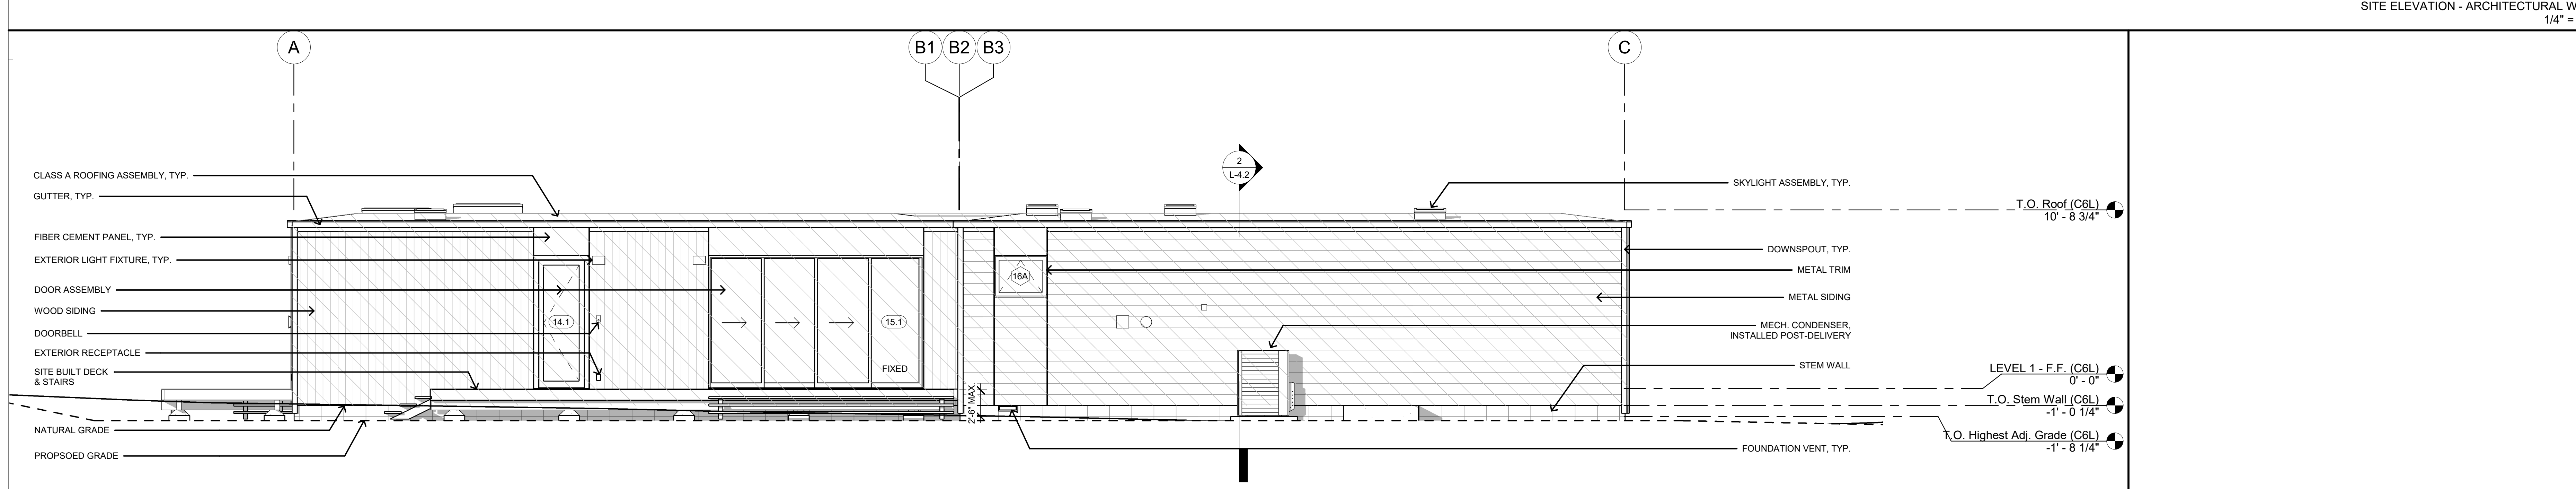 SITE ELEVATION - ARCHITECTURAL W
1/4" =
A
B1
B2
B3
C
2
L-4.2
CLASS A ROOFING ASSEMBLY, TYP.
GUTTER, TYP.
FIBER CEMENT PANEL, TYP.
EXTERIOR LIGHT FIXTURE, TYP.
DOOR ASSEMBLY
WOOD SIDING
DOORBELL
EXTERIOR RECEPTACLE
SITE BUILT DECK
& STAIRS
NATURAL GRADE
PROPSOED GRADE
14.1
15.1
FIXED
16A
2'-6" MAX
SKYLIGHT ASSEMBLY, TYP.
DOWNSPOUT, TYP.
METAL TRIM
METAL SIDING
MECH. CONDENSER,
INSTALLED POST-DELIVERY
STEM WALL
FOUNDATION VENT, TYP.
T.O. Roof (C6L)
10' - 8 3/4"
LEVEL 1 - F.F. (C6L)
0' - 0"
T.O. Stem Wall (C6L)
-1' - 0 1/4"
T.O. Highest Adj. Grade (C6L)
-1' - 8 1/4"